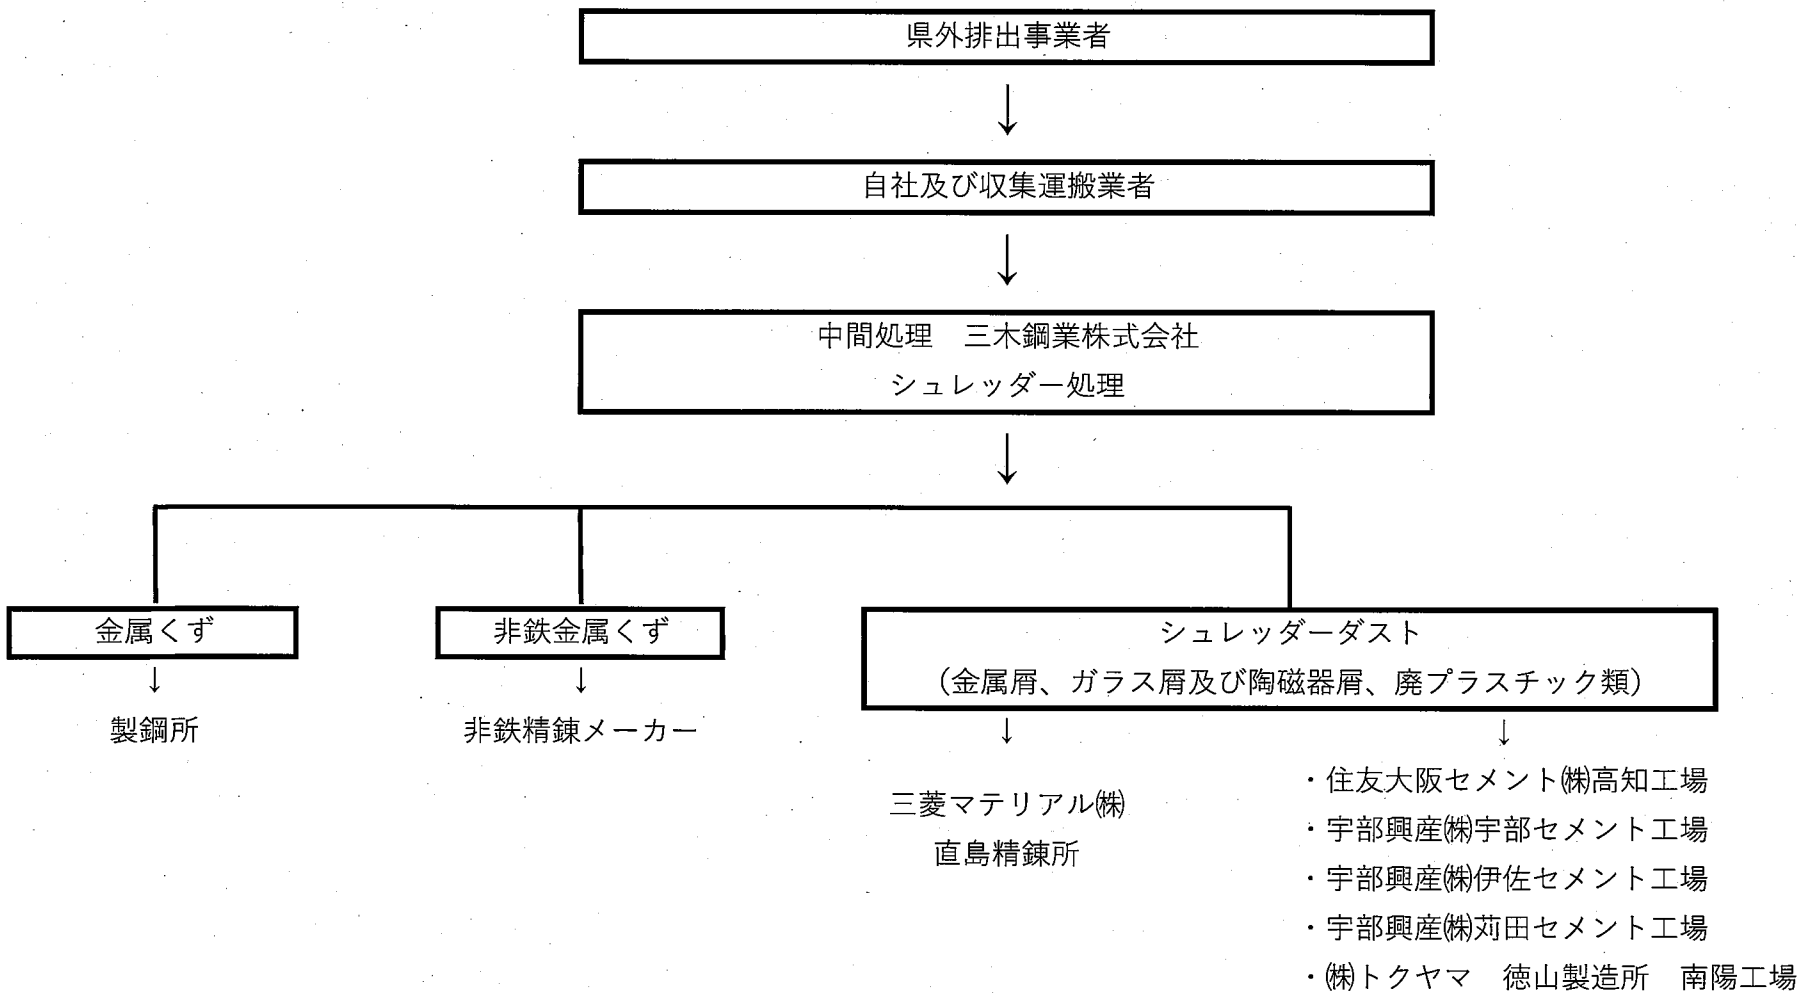 県外排出事業者
↓
自社及び収集運搬業者
↓
中間処理　三木鋼業株式会社
シュレッダー処理
↓
金属くず
↓
製鋼所
非鉄金属くず
↓
非鉄精錬メーカー
シュレッダーダスト
（金属屑、ガラス屑及び陶磁器屑、廃プラスチック類）
↓
三菱マテリアル㈱
直島精錬所
↓
・住友大阪セメント㈱高知工場
・宇部興産㈱宇部セメント工場
・宇部興産㈱伊佐セメント工場
・宇部興産㈱苅田セメント工場
・㈱トクヤマ　徳山製造所　南陽工場